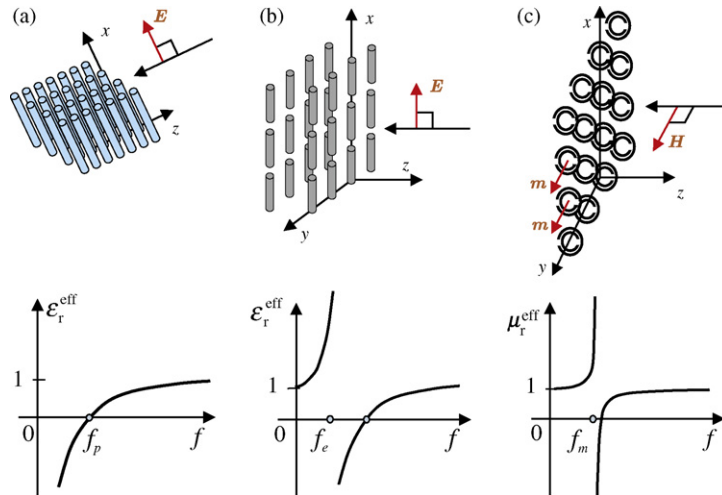 (a)
x
E
z
(b)
x
E
z
y
(c)
x
H
m
m
z
y
ε_r^eff
1
0
f_p
f
ε_r^eff
1
0
f_e
f
μ_r^eff
1
0
f_m
f